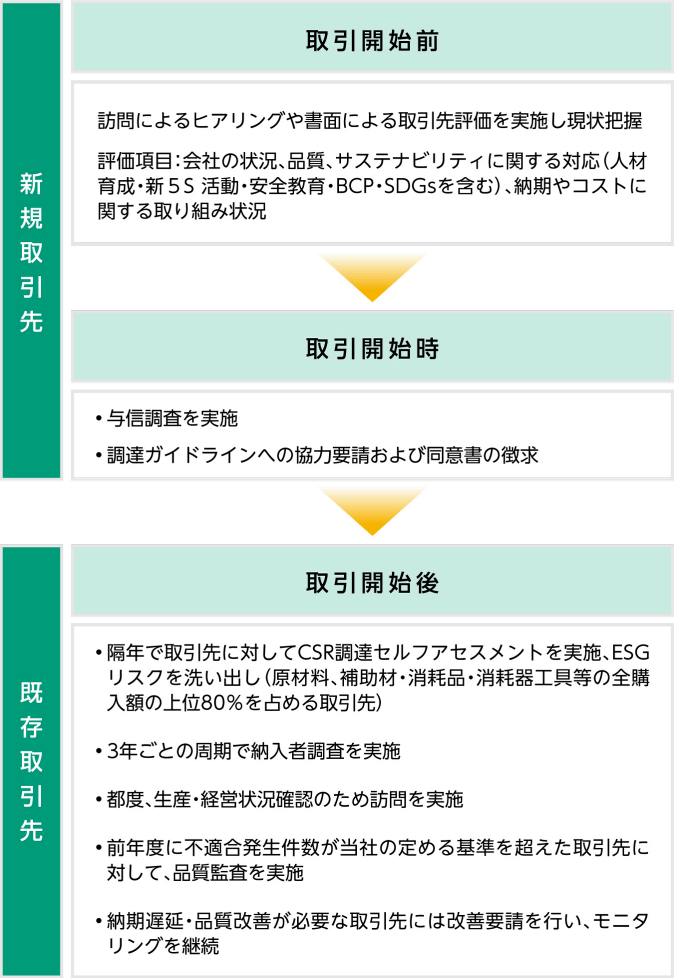 新規取引先
取引開始前
訪問によるヒアリングや書面による取引先評価を実施し現状把握
評価項目：会社の状況、品質、サステナビリティに関する対応（人材
育成・新５Ｓ 活動・安全教育・BCP・SDGsを含む）、納期やコストに
関する取り組み状況
取引開始時
• 与信調査を実施
• 調達ガイドラインへの協力要請および同意書の徴求
既存取引先
取引開始後
• 隔年で取引先に対してCSR調達セルフアセスメントを実施、ESG
リスクを洗い出し（原材料、補助材・消耗品・消耗器工具等の全購
入額の上位80％を占める取引先）
• 3年ごとの周期で納入者調査を実施
• 都度、生産・経営状況確認のため訪問を実施
• 前年度に不適合発生件数が当社の定める基準を超えた取引先に
対して、品質監査を実施
• 納期遅延・品質改善が必要な取引先には改善要請を行い、モニタ
リングを継続